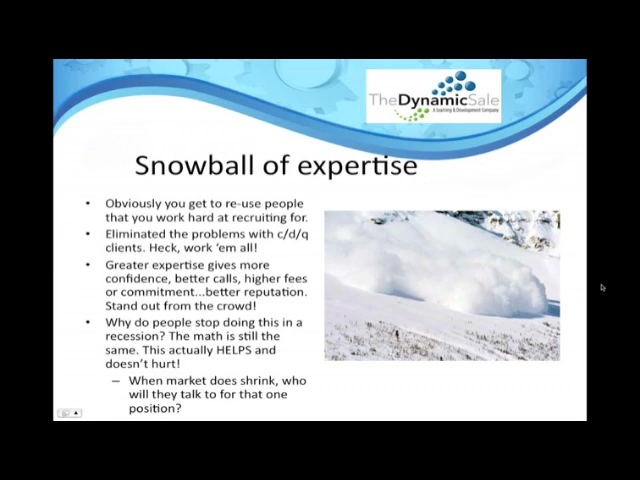 TheDynamicSale
A Learning & Development Company
Snowball of expertise
• Obviously you get to re-use people
that you work hard at recruiting for.
• Eliminated the problems with c/d/q
clients. Heck, work 'em all!
• Greater expertise gives more
confidence, better calls, higher fees
or commitment...better reputation.
Stand out from the crowd!
• Why do people stop doing this in a
recession? The math is still the
same. This actually HELPS and
doesn't hurt!
– When market does shrink, who
will they talk to for that one
position?